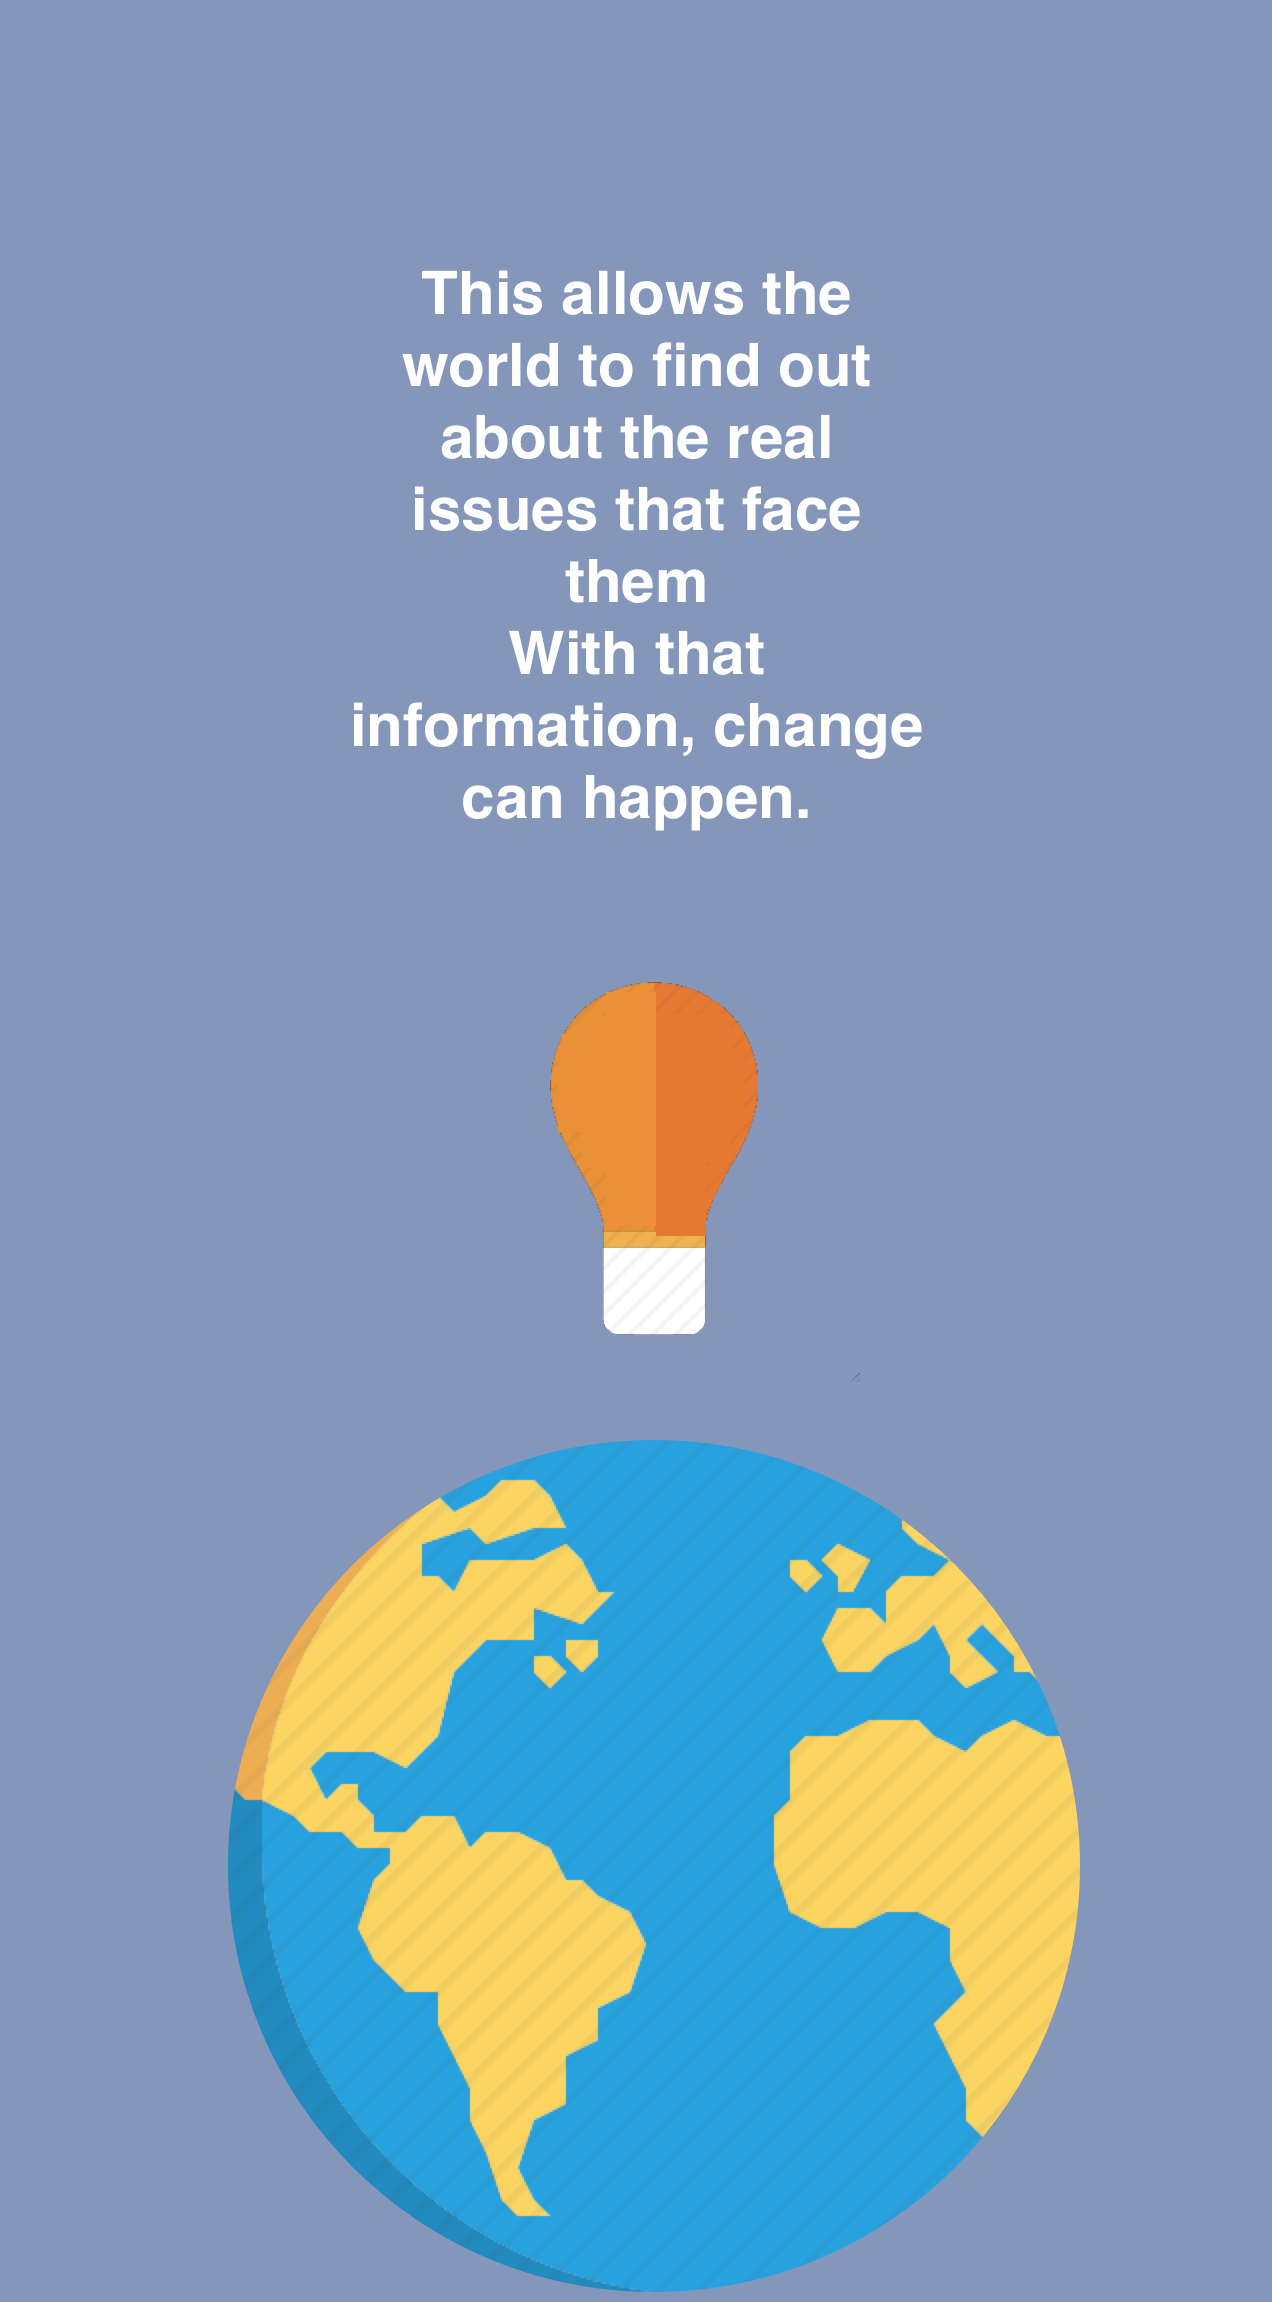 This allows the
world to find out
about the real
issues that face
them
With that
information, change
can happen.